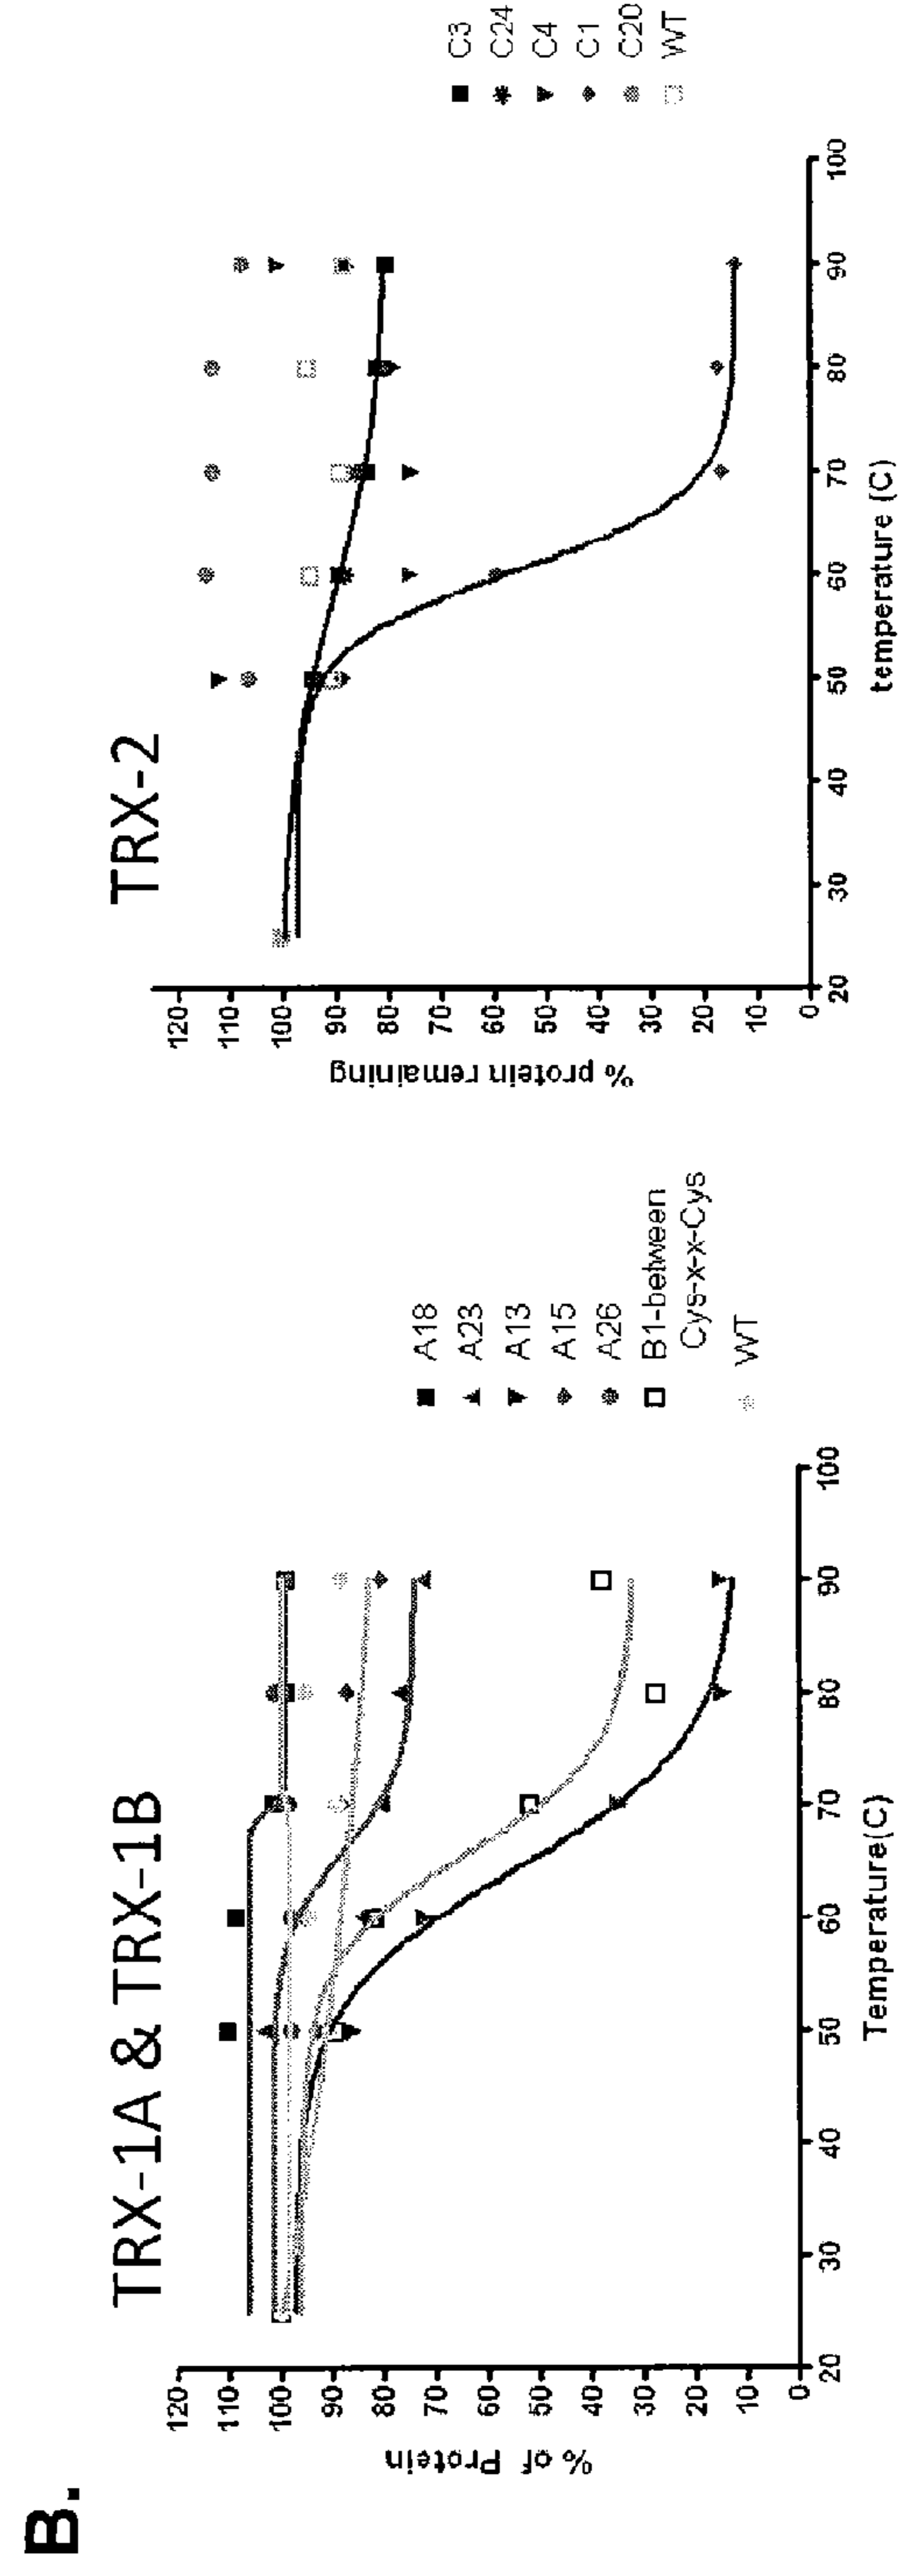 B.
TRX-1A & TRX-1B
% of Protein
120
110
100
90
80
70
60
50
40
30
20
10
0
20
30
40
50
60
70
80
90
100
Temperature(C)
A18
A23
A13
A15
A26
B1-between
Cys-x-x-Cys
WT
TRX-2
% protein remaining
120
110
100
90
80
70
60
50
40
30
20
10
0
20
30
40
50
60
70
80
90
100
temperature (C)
C3
C24
C4
C1
C20
WT